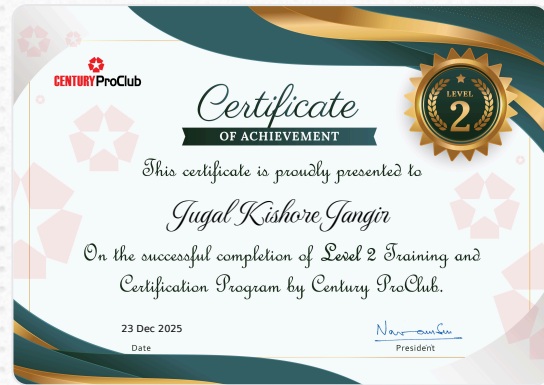 CENTURY ProClub
Certificate
OF ACHIEVEMENT
LEVEL
2
This certificate is proudly presented to
Jugal Kishore Jangir
On the successful completion of Level 2 Training and
Certification Program by Century ProClub.
23 Dec 2025
Date
President